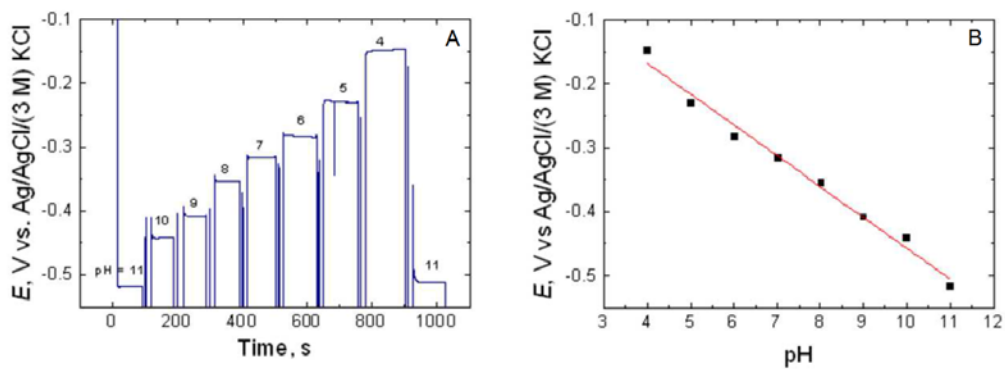 A
E, V vs. Ag/AgCl/(3 M) KCl
-0.1
-0.2
-0.3
-0.4
-0.5
pH = 11
10
9
8
7
6
5
4
11
0 200 400 600 800 1000
Time, s
B
E, V vs Ag/AgCl/(3 M) KCl
-0.1
-0.2
-0.3
-0.4
-0.5
3 4 5 6 7 8 9 10 11 12
pH